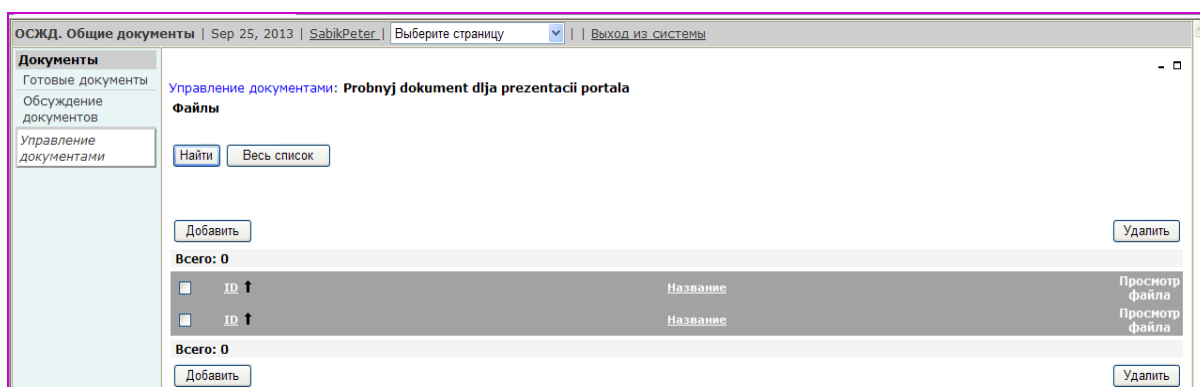 ОСЖД. Общие документы | Sep 25, 2013 | SabikPeter | Выберите страницу | | Выход из системы
Документы
Готовые документы
Обсуждение
документов
Управление
документами
Управление документами: Probnyj dokument dlja prezentacii portala
Файлы
Найти Весь список
Добавить Удалить
Всего: 0
ID Название Просмотр
файла
ID Название Просмотр
файла
Всего: 0
Добавить Удалить